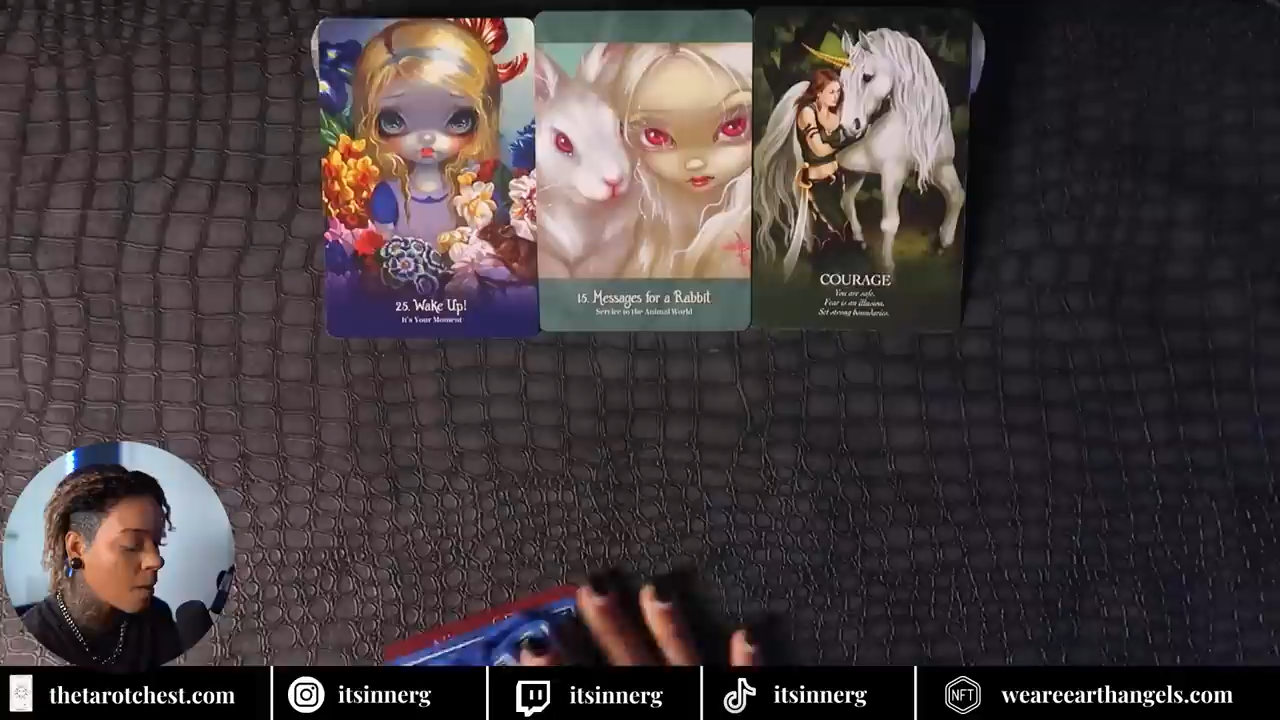 25. Wake Up!
It's Your Moment
15. Messages for a Rabbit
Service to the Animal World
COURAGE
You are safe.
Fear is an illusion.
Set strong boundaries.
thetarotchest.com
itsinnerg
itsinnerg
itsinnerg
NFT
weareearthangels.com